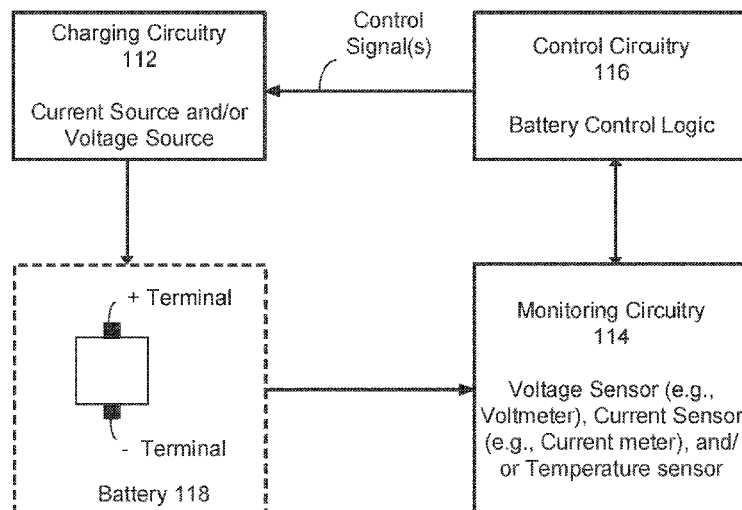 Charging Circuitry
112
Current Source and/or
Voltage Source
Control
Signal(s)
Control Circuitry
116
Battery Control Logic
+ Terminal
- Terminal
Battery 118
Monitoring Circuitry
114
Voltage Sensor (e.g.,
Voltmeter), Current Sensor
(e.g., Current meter), and/
or Temperature sensor